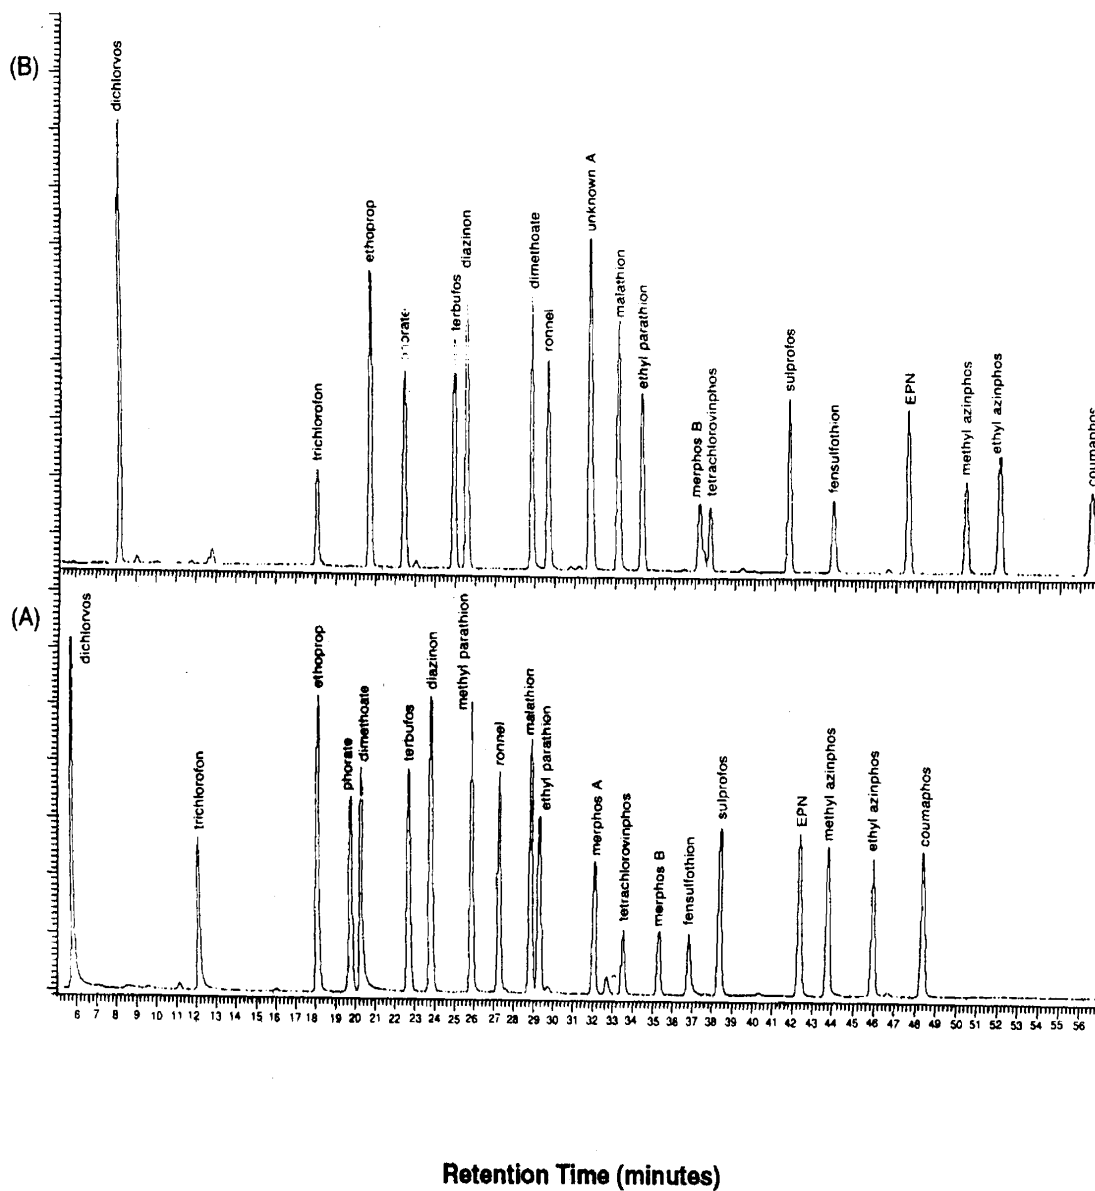 (B)
dichlorvos
trichlorofon
ethoprop
terbufos
diazinon
dimethoate
ronnel
unknown A
malathion
ethyl parathion
merphos B
tetrachlorovinphos
sulprofos
fensulfothion
EPN
methyl azinphos
ethyl azinphos
coumaphos
(A)
dichlorvos
trichlorofon
ethoprop
phorate
dimethoate
terbufos
diazinon
methyl parathion
ronnel
malathion
ethyl parathion
merphos A
tetrachlorovinphos
merphos B
fensulfothion
sulprofos
EPN
methyl azinphos
ethyl azinphos
coumaphos
6 7 8 9 10 11 12 13 14 15 16 17 18 19 20 21 22 23 24 25 26 27 28 29 30 31 32 33 34 35 36 37 38 39 40 41 42 43 44 45 46 47 48 49 50 51 52 53 54 55 56
Retention Time (minutes)